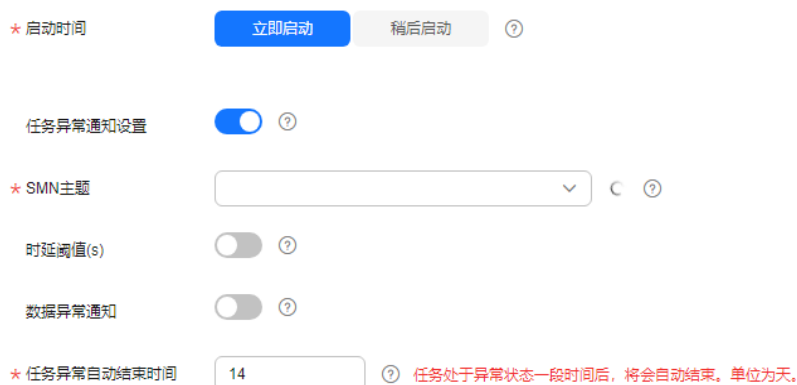 * 启动时间 立即启动 稍后启动 ?
任务异常通知设置 ?
* SMN主题 ?
时延阈值(s) ?
数据异常通知 ?
* 任务异常自动结束时间 14 ? 任务处于异常状态一段时间后，将会自动结束。单位为天。